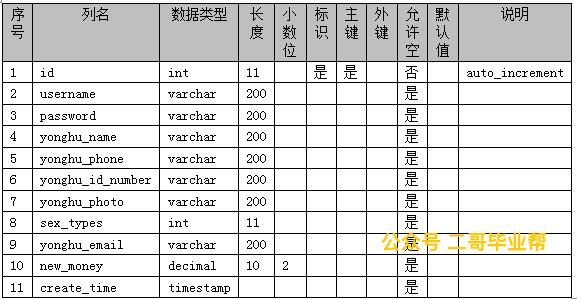 序号 列名 数据类型 长度 小数位 标识 主键 外键 允许空 默认值 说明
1 id int 11 是 是 否 auto_increment
2 username varchar 200 是
3 password varchar 200 是
4 yonghu_name varchar 200 是
5 yonghu_phone varchar 200 是
6 yonghu_id_number varchar 200 是
7 yonghu_photo varchar 200 是
8 sex_types int 11 是
9 yonghu_email varchar 200 是
公众号 二哥毕业帮
10 new_money decimal 10 2 是
11 create_time timestamp 是